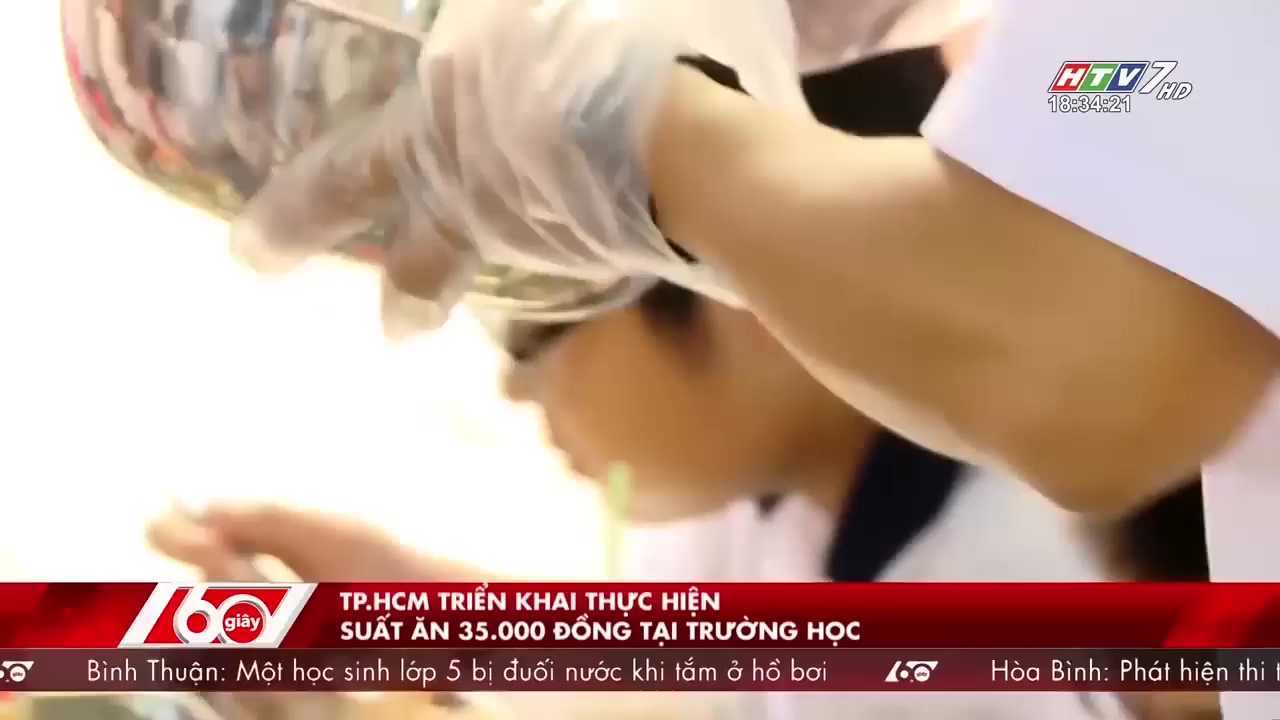 HTV7 HD
18:34:21
60 giây
TP.HCM TRIỂN KHAI THỰC HIỆN
SUẤT ĂN 35.000 ĐỒNG TẠI TRƯỜNG HỌC
60 Bình Thuận: Một học sinh lớp 5 bị đuối nước khi tắm ở hồ bơi 60 Hòa Bình: Phát hiện thi